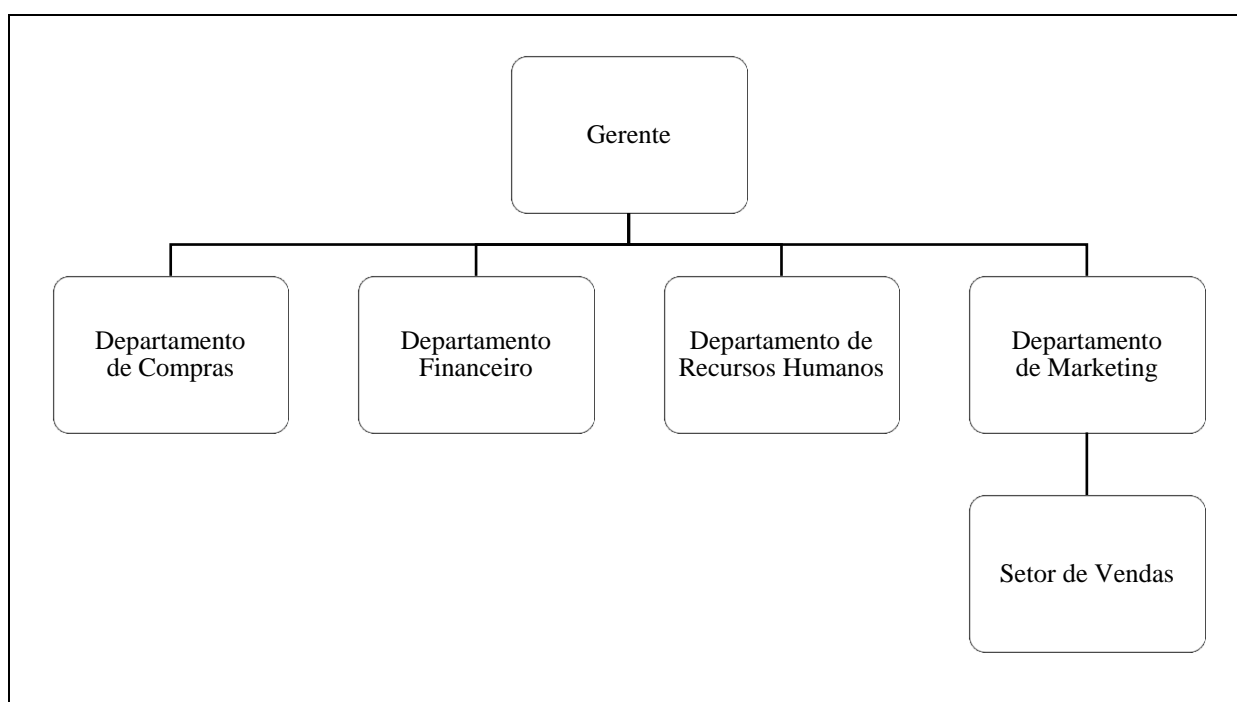 Gerente
Departamento
de Compras
Departamento
Financeiro
Departamento de
Recursos Humanos
Departamento
de Marketing
Setor de Vendas